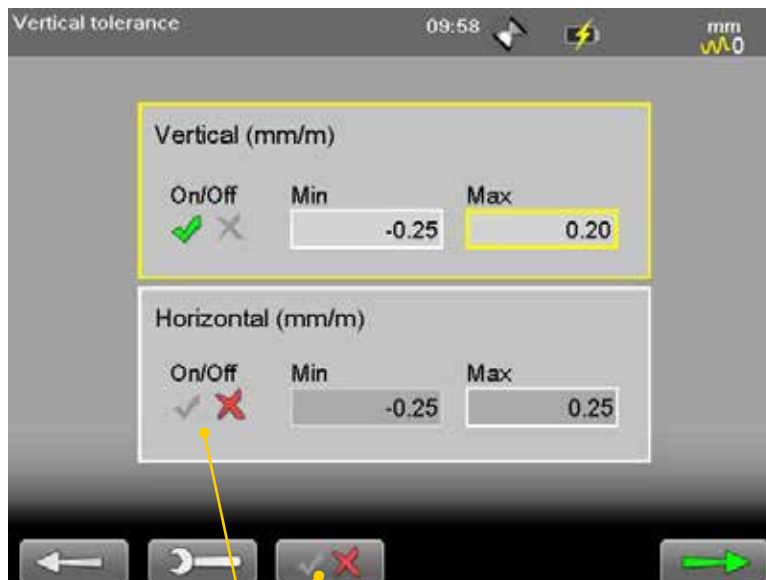 Vertical tolerance 09:58 mm
0
Vertical (mm/m)
On/Off Min Max
-0.25 0.20
Horizontal (mm/m)
On/Off Min Max
-0.25 0.25